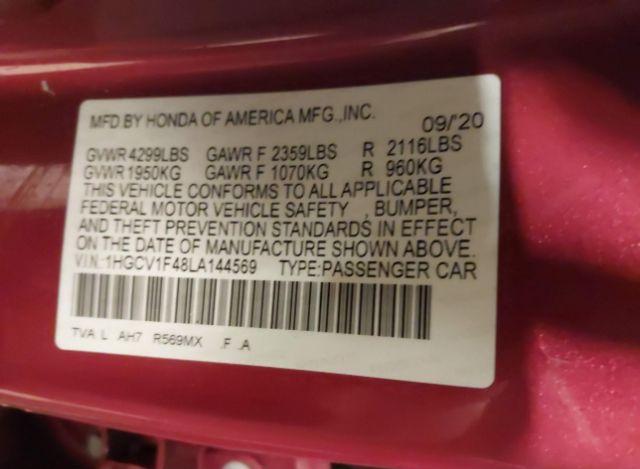 MFD.BY HONDA OF AMERICA MFG.,INC. 09/'20
GVWR 4299LBS GAWR F 2359LBS R 2116LBS
GVWR 1950KG GAWR F 1070KG R 960KG
THIS VEHICLE CONFORMS TO ALL APPLICABLE
FEDERAL MOTOR VEHICLE SAFETY , BUMPER,
AND THEFT PREVENTION STANDARDS IN EFFECT
ON THE DATE OF MANUFACTURE SHOWN ABOVE.
V.I.N.:1HGCV1F48LA144569 TYPE:PASSENGER CAR
TVA L AH7 R569MX .F .A